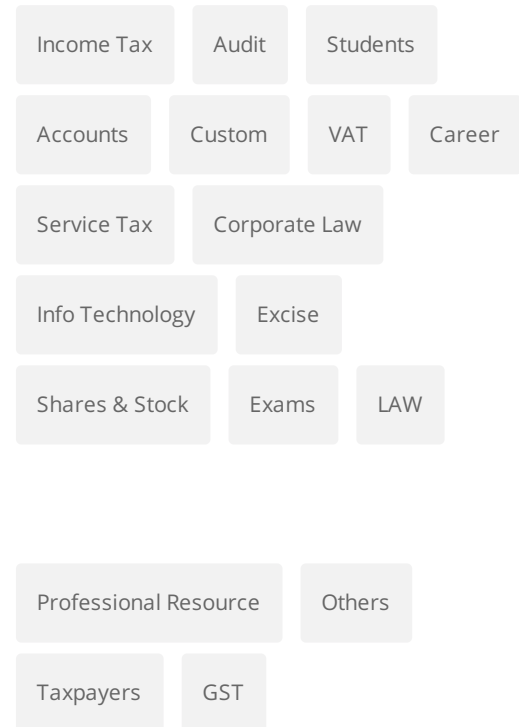 Income Tax Audit Students
Accounts Custom VAT Career
Service Tax Corporate Law
Info Technology Excise
Shares & Stock Exams LAW
Professional Resource Others
Taxpayers GST